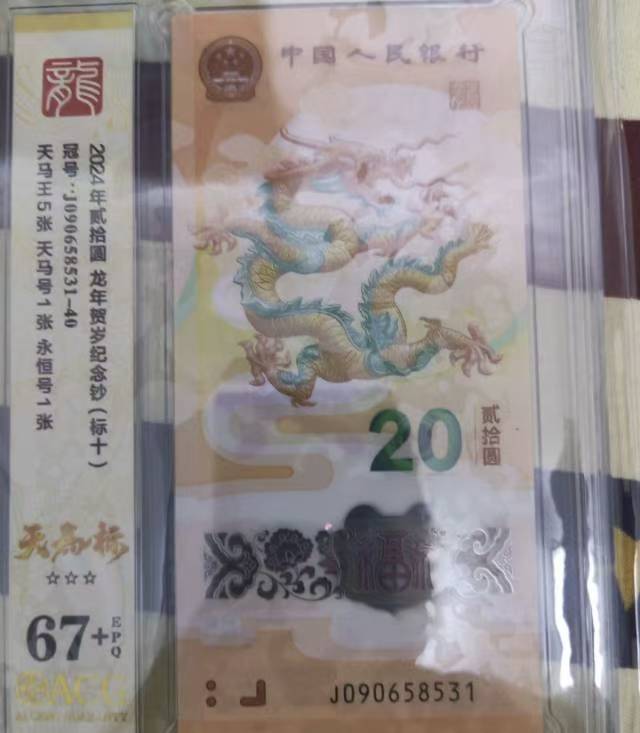 龍
2024年贰拾圆 龙年贺岁纪念钞(标十)
冠号:J090658531-40
天马王5张 天马号1张 永恒号1张
天马标
☆☆☆
67+EPQ
ACG
中国人民银行
20
贰拾圆
福
J090658531